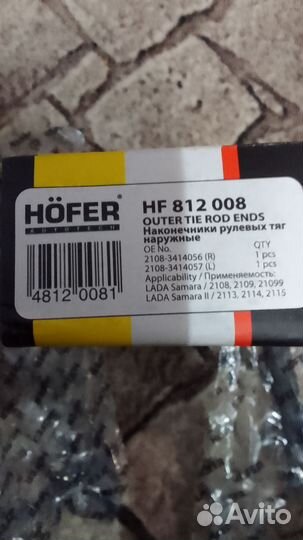 HÖFER
AUTOTECH
4812 0081
HF 812 008
OUTER TIE ROD ENDS
Наконечники рулевых тяг
наружные
OE No. QTY
2108-3414056 (R) 1 pcs
2108-3414057 (L) 1 pcs
Applicability / Применяемость:
LADA Samara / 2108, 2109, 21099
LADA Samara II / 2113, 2114, 2115
Avito